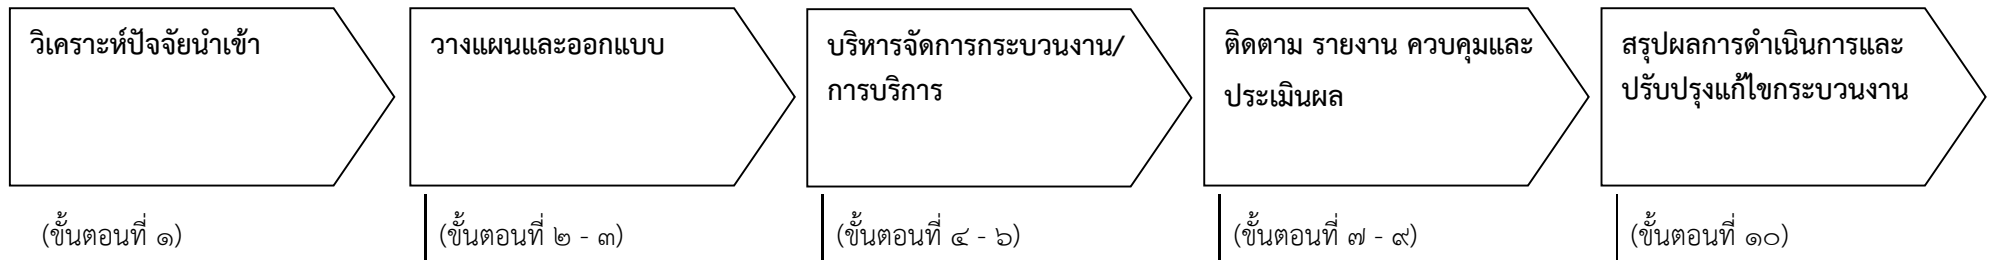 วิเคราะห์ปัจจัยนำเข้า
วางแผนและออกแบบ
บริหารจัดการกระบวนงาน/
การบริการ
ติดตาม รายงาน ควบคุมและ
ประเมินผล
สรุปผลการดำเนินการและ
ปรับปรุงแก้ไขกระบวนงาน
(ขั้นตอนที่ ๑)
(ขั้นตอนที่ ๒ - ๓)
(ขั้นตอนที่ ๔ - ๖)
(ขั้นตอนที่ ๗ - ๙)
(ขั้นตอนที่ ๑๐)